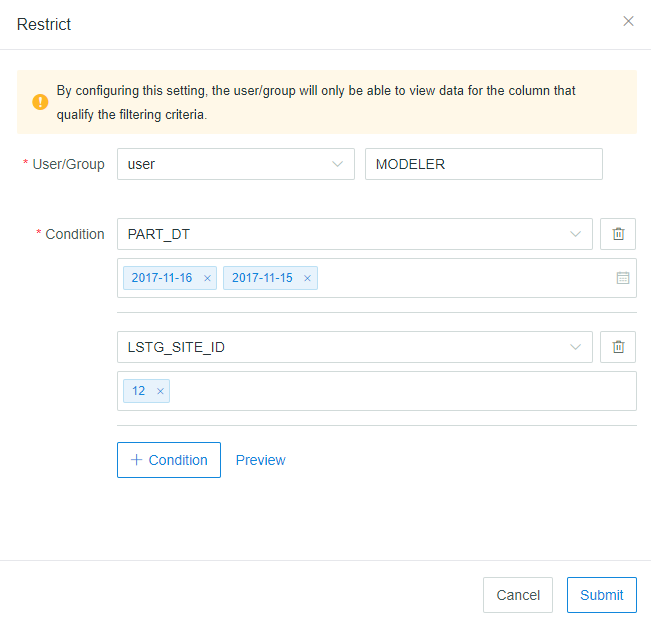 Restrict
By configuring this setting, the user/group will only be able to view data for the column that
qualify the filtering criteria.
* User/Group user MODELER
* Condition PART_DT
2017-11-16 × 2017-11-15 ×
LSTG_SITE_ID
12 ×
+ Condition Preview
Cancel Submit